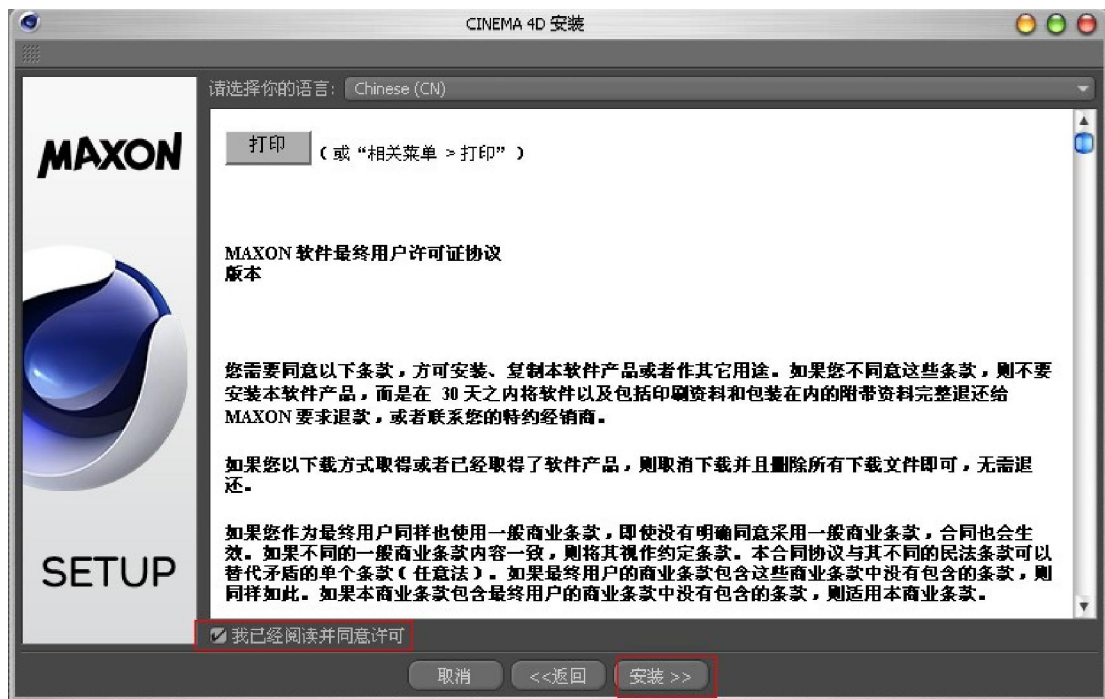 CINEMA 4D 安装
请选择你的语言: Chinese (CN)
MAXON
打印 (或“相关菜单 > 打印”)
MAXON 软件最终用户许可证协议
版本
您需要同意以下条款，方可安装、复制本软件产品或者作其它用途。如果您不同意这些条款，则不要
安装本软件产品，而是在 30 天之内将软件以及包括印刷资料和包装在内的附带资料完整退还给
MAXON 要求退款，或者联系您的特约经销商。
如果您以下载方式取得或者已经取得了软件产品，则取消下载并且删除所有下载文件即可，无需退
还。
如果您作为最终用户同样也使用一般商业条款，即使没有明确同意采用一般商业条款，合同也会生
效。如果不同的一般商业条款内容一致，则将其视作约定条款。本合同协议与其不同的民法条款可以
替代矛盾的单个条款（任意法）。如果最终用户的商业条款包含这些商业条款中没有包含的条款，则
同样如此。如果本商业条款包含最终用户的商业条款中没有包含的条款，则适用本商业条款。
SETUP
我已经阅读并同意许可
取消 <<返回 安装 >>